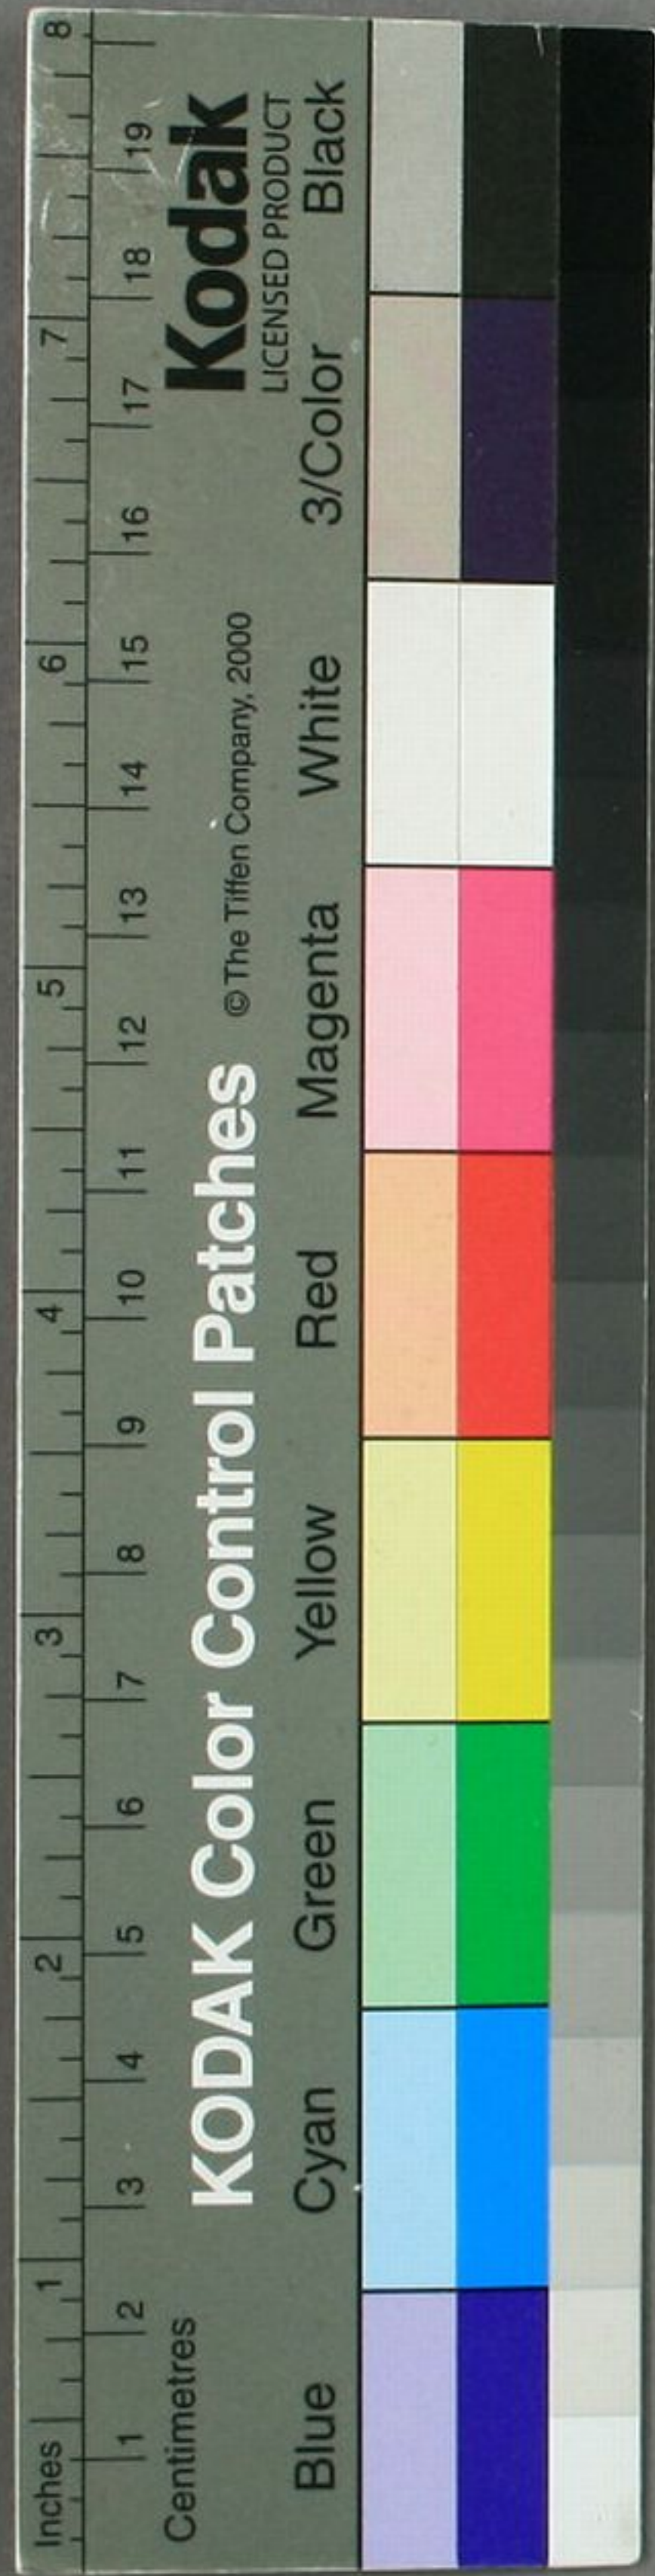 Inches 1 2 3 4 5 6 7 8
1 2 3 4 5 6 7 8 9 10 11 12 13 14 15 16 17 18 19
Centimetres
KODAK Color Control Patches © The Tiffen Company, 2000
Kodak
LICENSED PRODUCT
Blue Cyan Green Yellow Red Magenta White 3/Color Black